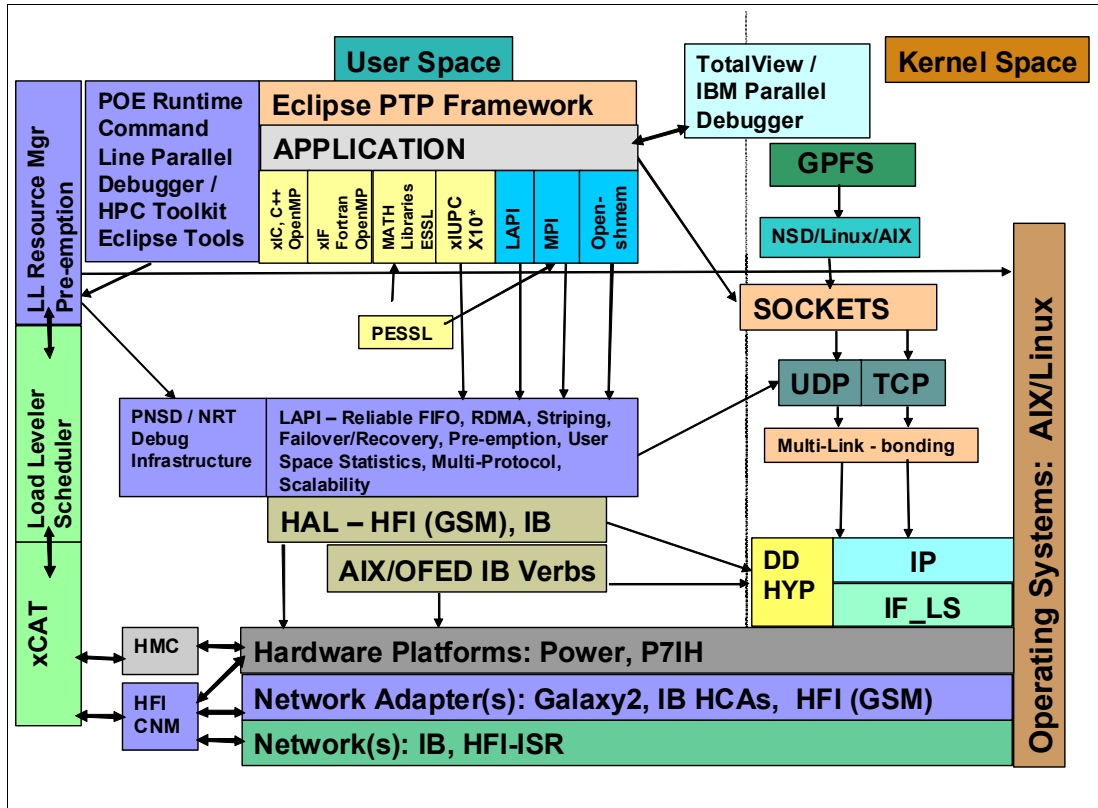 User Space
Kernel Space
TotalView /
IBM Parallel
Debugger
LL Resource Mgr
Pre-emption
POE Runtime
Command
Line Parallel
Debugger /
HPC Toolkit
Eclipse Tools
Eclipse PTP Framework
APPLICATION
xlC, C++
OpenMP
xlF
Fortran
OpenMP
MATH
Libraries
ESSL
xlUPC
X10*
LAPI
MPI
Open-
shmem
GPFS
NSD/Linux/AIX
SOCKETS
PESSL
UDP
TCP
Multi-Link - bonding
Load Leveler
Scheduler
PNSD / NRT
Debug
Infrastructure
LAPI – Reliable FIFO, RDMA, Striping,
Failover/Recovery, Pre-emption, User
Space Statistics, Multi-Protocol,
Scalability
HAL – HFI (GSM), IB
AIX/OFED IB Verbs
DD
HYP
IP
IF_LS
xCAT
HMC
HFI
CNM
Hardware Platforms: Power, P7IH
Network Adapter(s): Galaxy2, IB HCAs, HFI (GSM)
Network(s): IB, HFI-ISR
Operating Systems: AIX/Linux